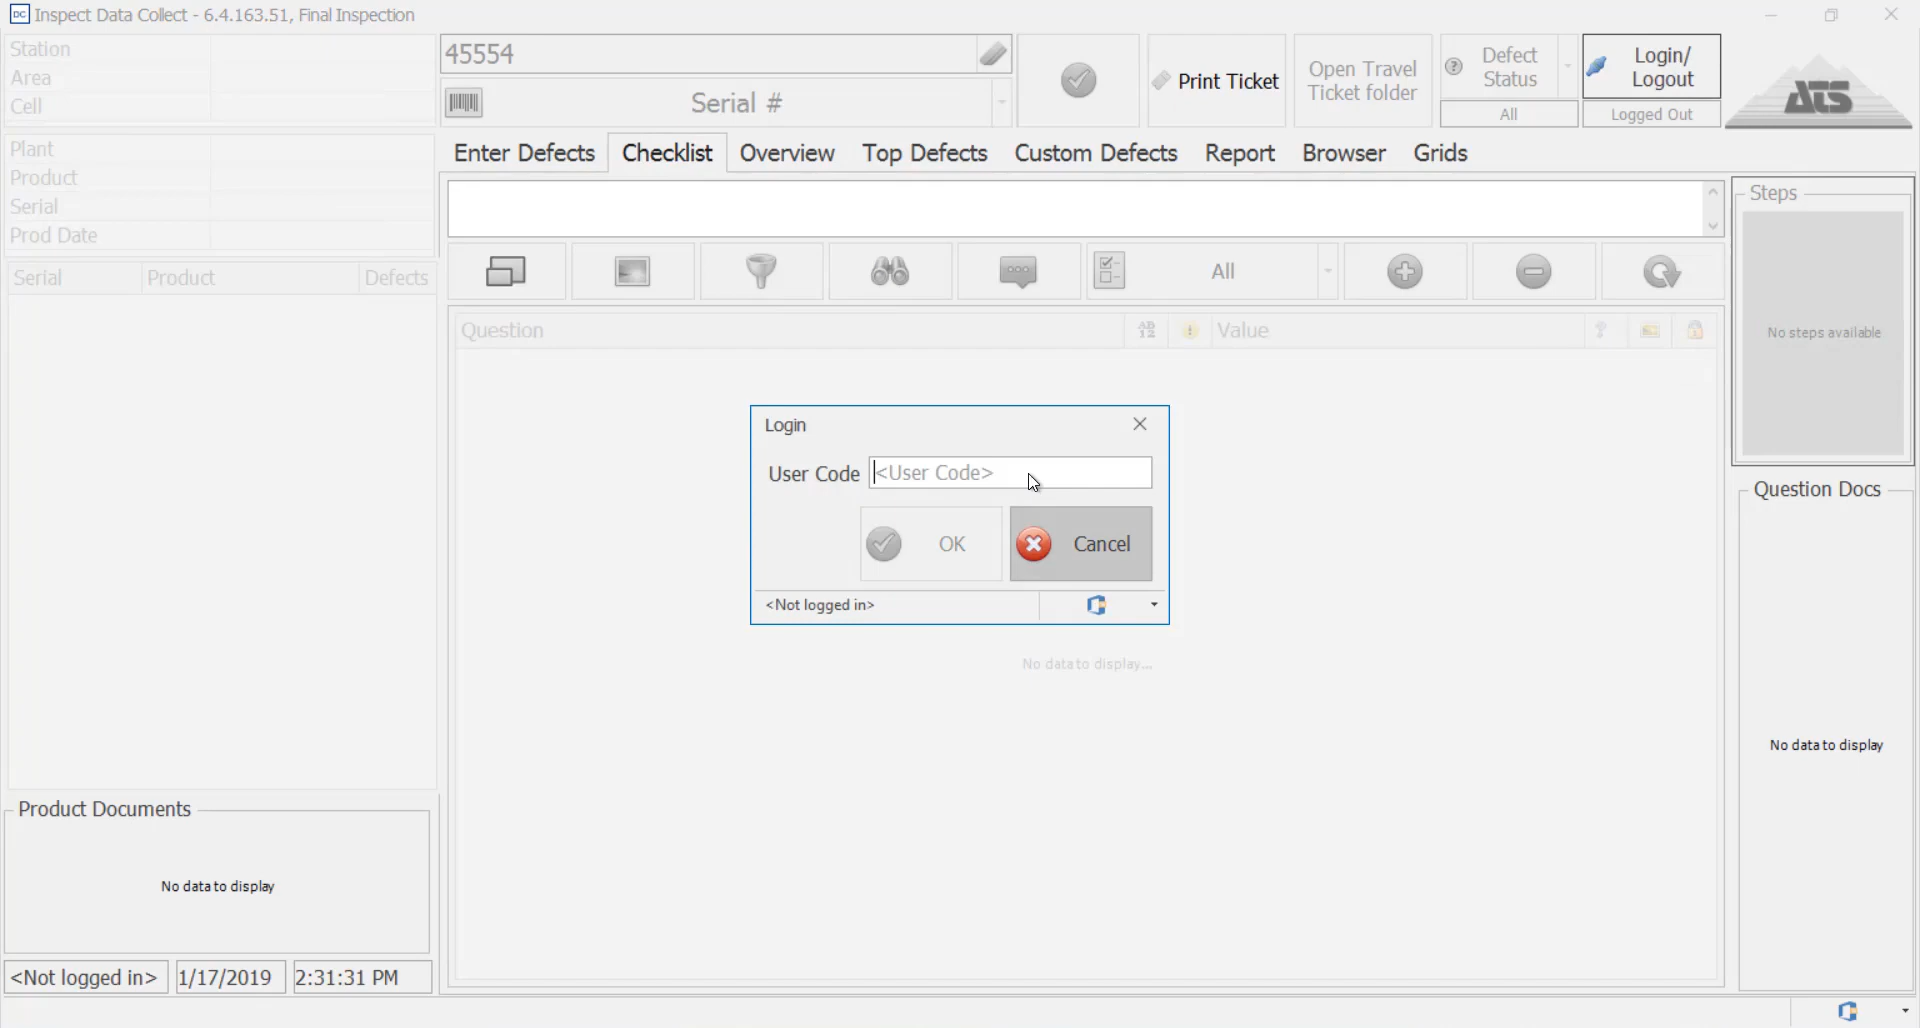 Inspect Data Collect - 6.4.163.51, Final Inspection
Station
Area
Cell
Plant
Product
Serial
Prod Date
Serial Product Defects
Product Documents
No data to display
<Not logged in> 1/17/2019 2:31:31 PM
45554
Serial #
Print Ticket
Open Travel
Ticket folder
Defect
Status
All
Login/
Logout
Logged Out
ATS
Enter Defects Checklist Overview Top Defects Custom Defects Report Browser Grids
All
Question AB 12 Value
Login
User Code <User Code>
OK Cancel
<Not logged in>
No data to display...
Steps
No steps available
Question Docs
No data to display